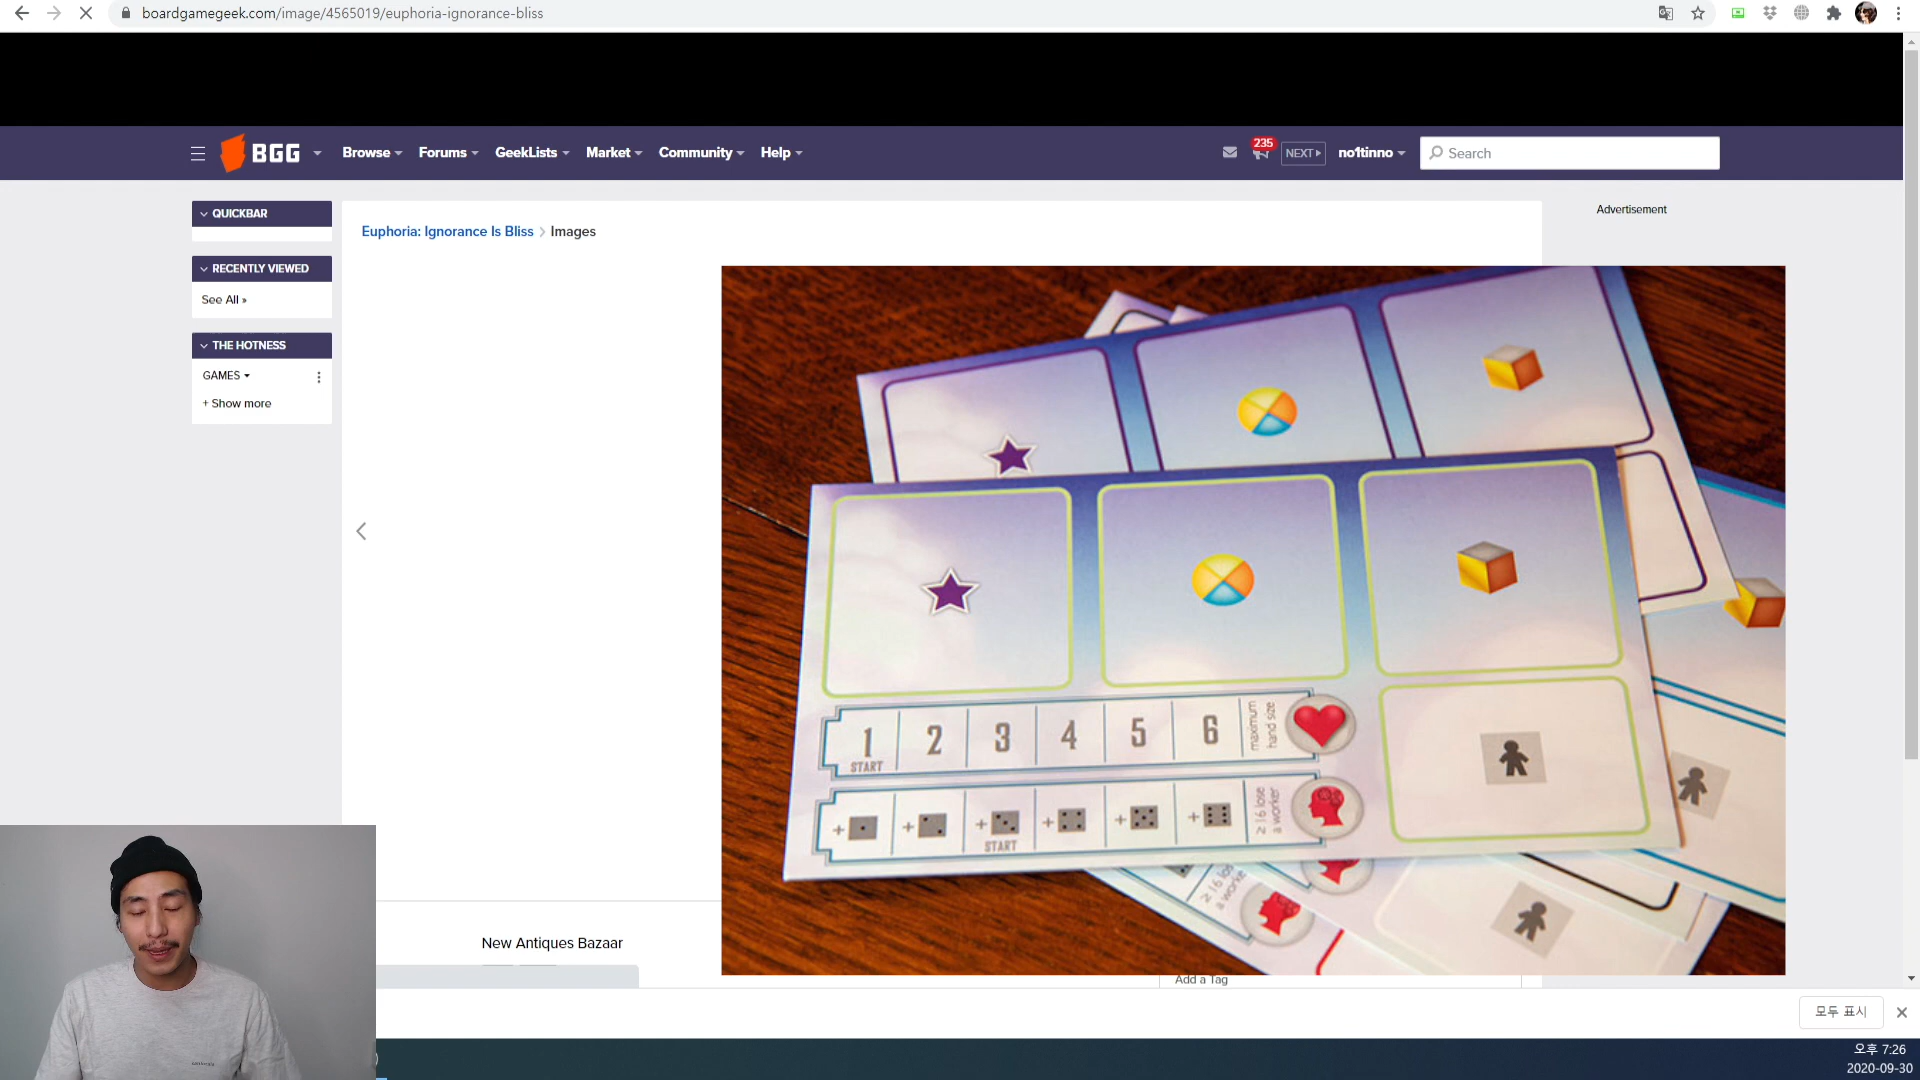 boardgamegeek.com/image/4565019/euphoria-ignorance-bliss
BGG
Browse
Forums
GeekLists
Market
Community
Help
235
NEXT
no1tinno
Search
QUICKBAR
RECENTLY VIEWED
See All »
THE HOTNESS
GAMES
+ Show more
Euphoria: Ignorance Is Bliss > Images
Advertisement
1 2 3 4 5 6
START
maximum
hand size
+ + + + + +
START
≥16 lose
a worker
≥16 lose
a worker
New Antiques Bazaar
Add a Tag
모두 표시
오후 7:26
2020-09-30